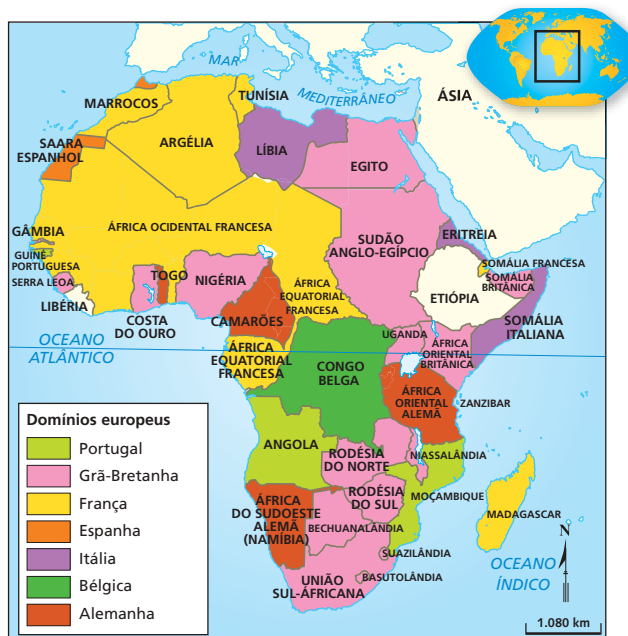 MAR
MEDITERRÂNEO
ÁSIA
TUNÍSIA
MARROCOS
ARGÉLIA
LÍBIA
EGITO
SAARA
ESPANHOL
ÁFRICA OCIDENTAL FRANCESA
SUDÃO
ANGLO-EGÍPCIO
ERITREIA
GÂMBIA
GUINÉ
PORTUGUESA
SERRA LEOA
LIBÉRIA
TOGO
NIGÉRIA
COSTA
DO OURO
CAMARÕES
ÁFRICA
EQUATORIAL
FRANCESA
SOMÁLIA FRANCESA
SOMÁLIA
BRITÂNICA
ETIÓPIA
SOMÁLIA
ITALIANA
OCEANO
ATLÂNTICO
ÁFRICA
EQUATORIAL
FRANCESA
CONGO
BELGA
UGANDA
ÁFRICA
ORIENTAL
BRITÂNICA
ÁFRICA
ORIENTAL
ALEMÃ
ZANZIBAR
ANGOLA
RODÉSIA
DO NORTE
NIASSALÂNDIA
MOÇAMBIQUE
ÁFRICA
DO SUDOESTE
ALEMÃ
(NAMÍBIA)
RODÉSIA
DO SUL
BECHUANALÂNDIA
MADAGASCAR
SUAZILÂNDIA
BASUTOLÂNDIA
UNIÃO
SUL-AFRICANA
OCEANO
ÍNDICO
N
1.080 km
Domínios europeus
Portugal
Grã-Bretanha
França
Espanha
Itália
Bélgica
Alemanha